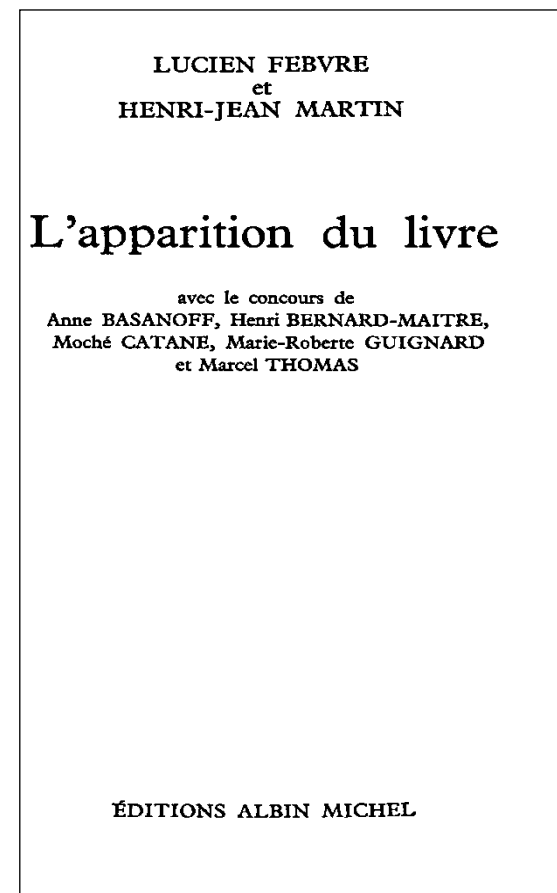 LUCIEN FEBVRE
et
HENRI-JEAN MARTIN
L'apparition du livre
avec le concours de
Anne BASANOFF, Henri BERNARD-MAITRE,
Moché CATANE, Marie-Roberte GUIGNARD
et Marcel THOMAS
ÉDITIONS ALBIN MICHEL